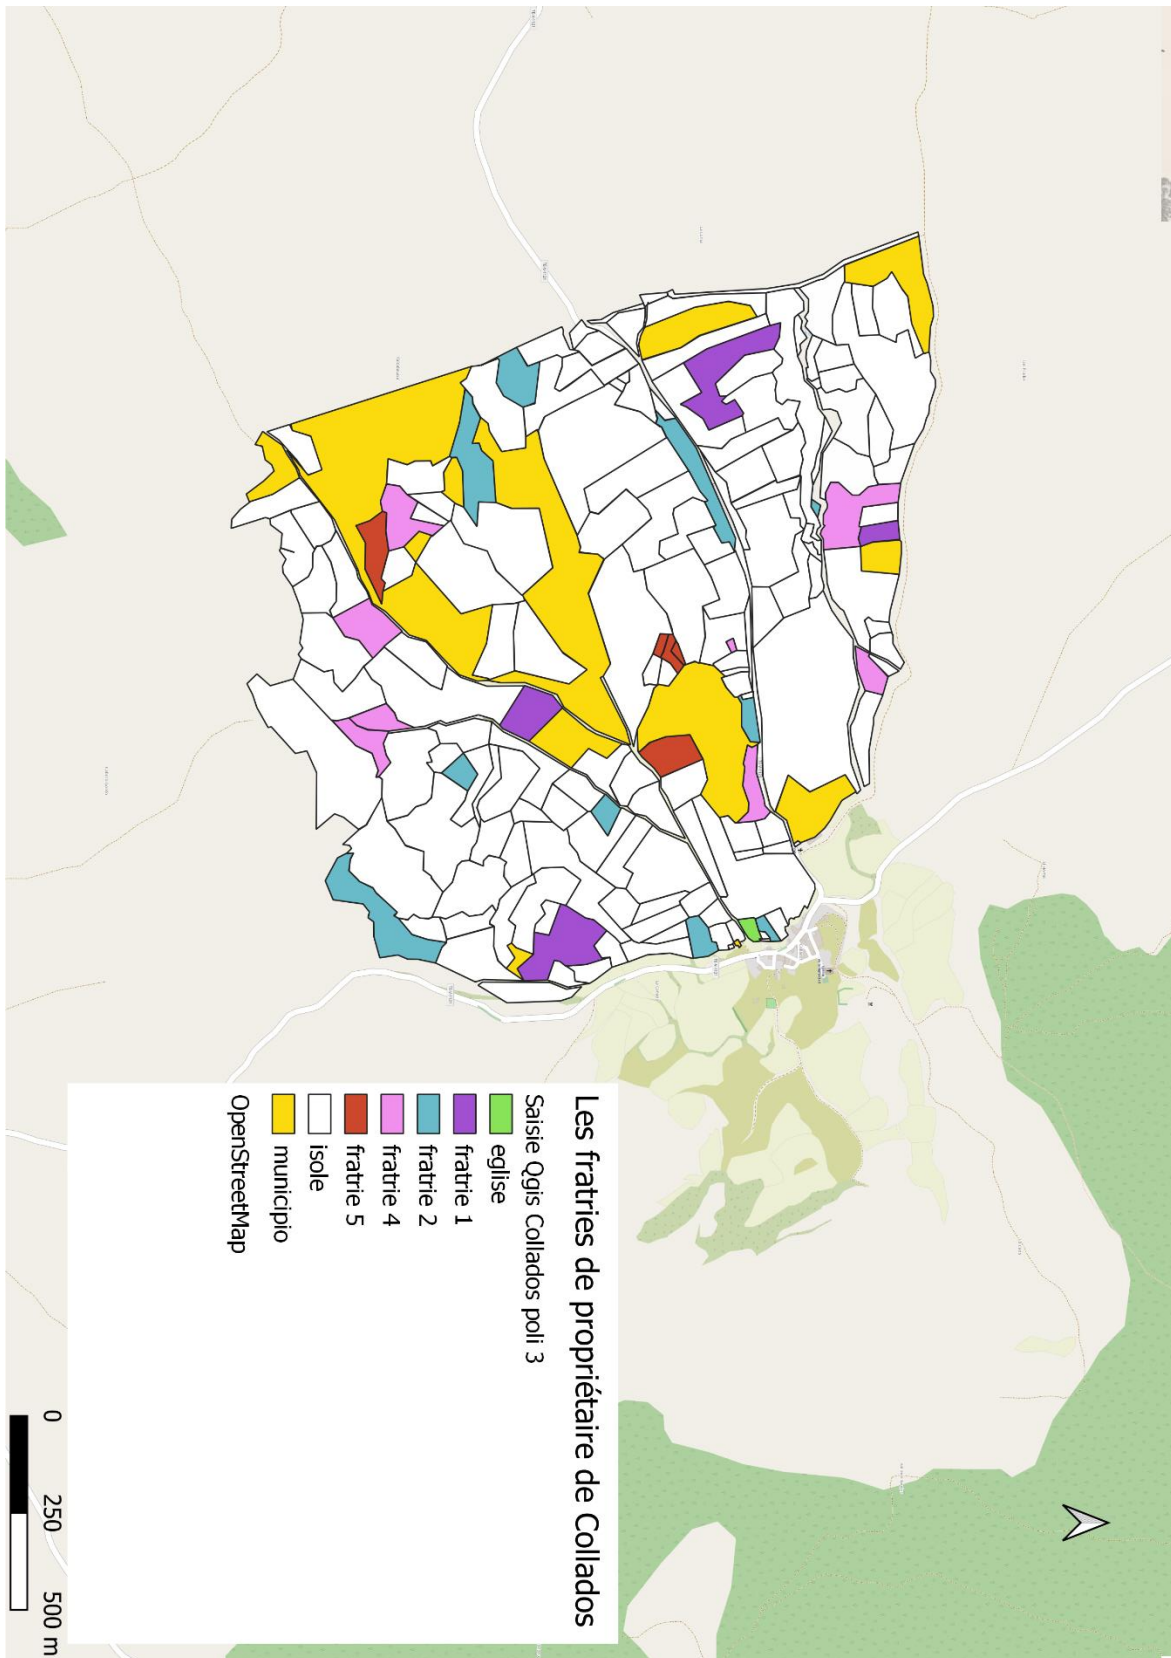 Les fratries de propriétaire de Collados
Saisie Qgis Collados poli 3
eglise
fratrie 1
fratrie 2
fratrie 4
fratrie 5
isole
municipio
OpenStreetMap
0 250 500 m